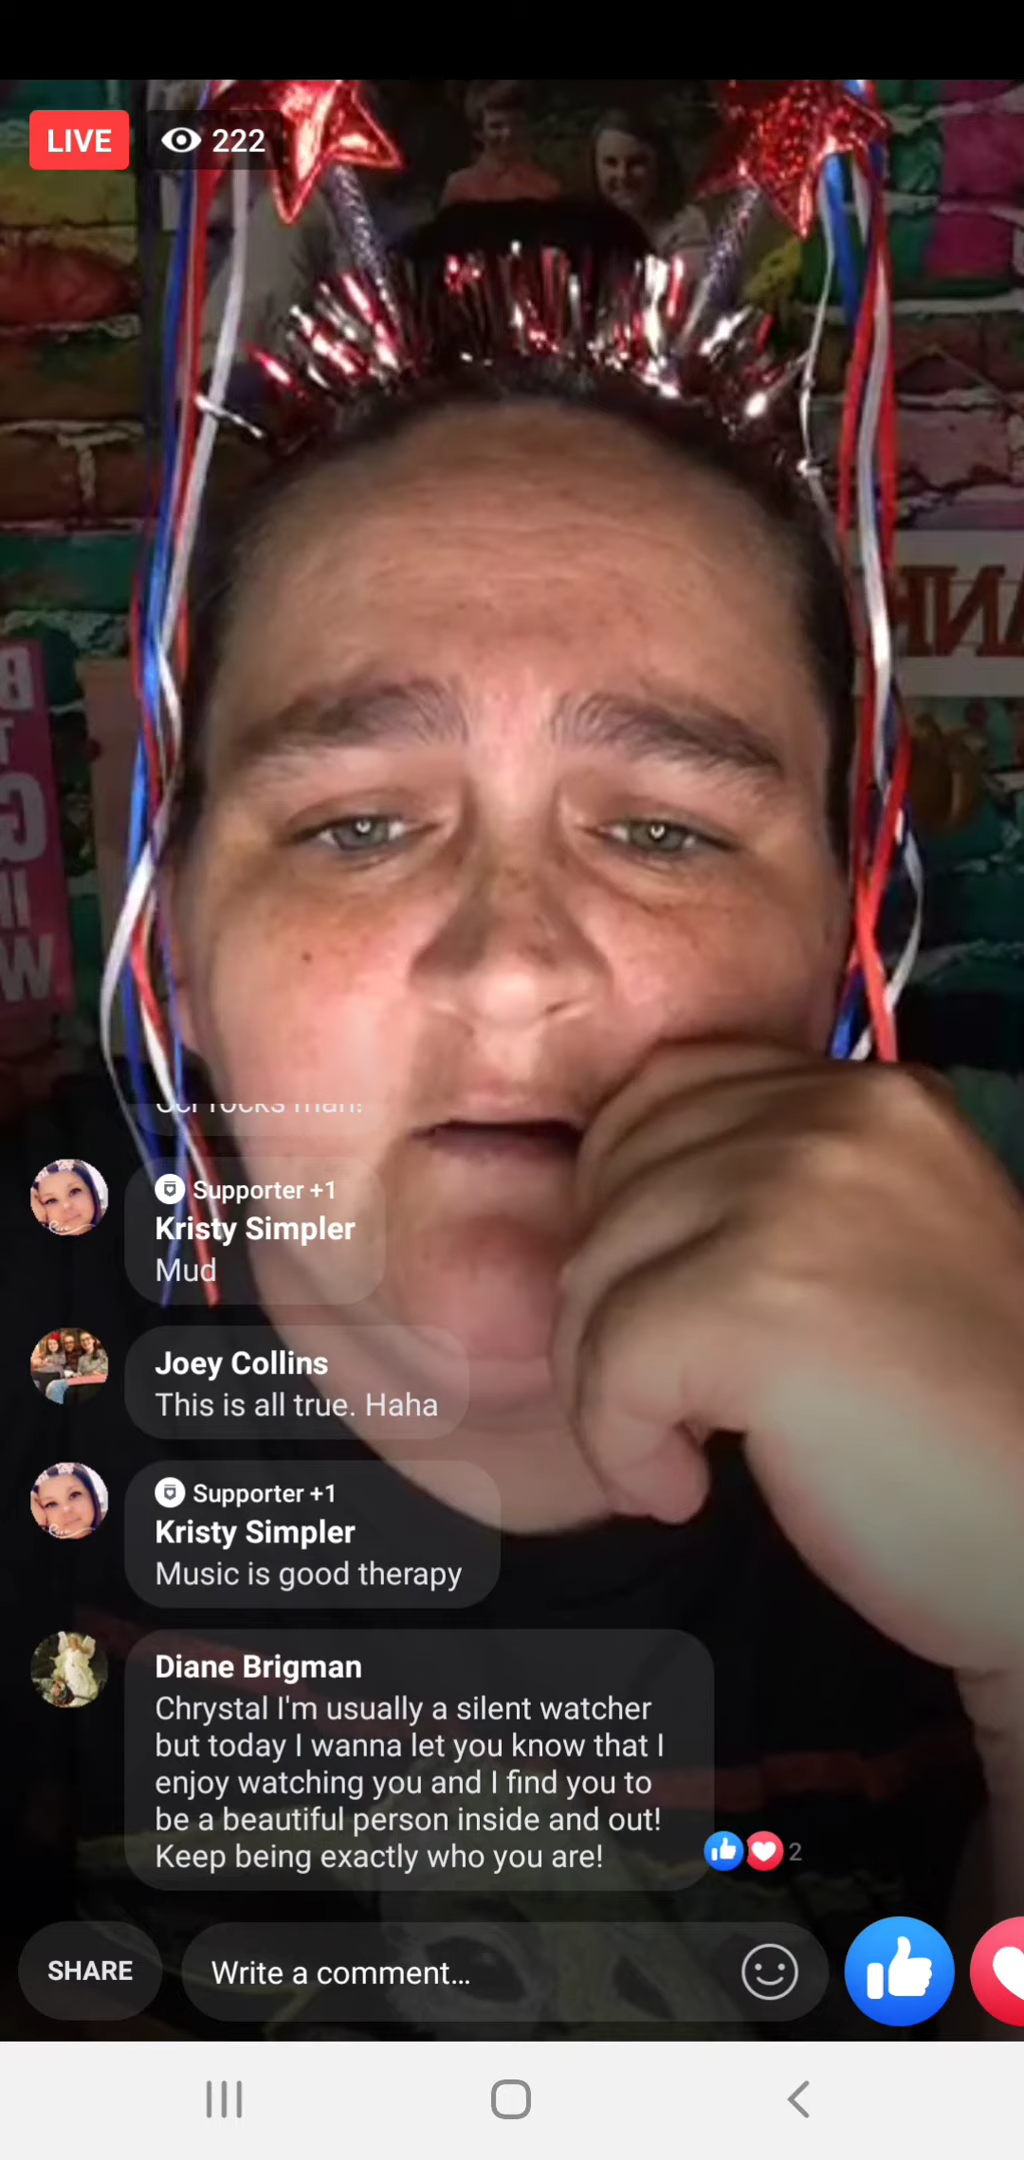 LIVE 222
Supporter +1
Kristy Simpler
Mud
Joey Collins
This is all true. Haha
Supporter +1
Kristy Simpler
Music is good therapy
Diane Brigman
Chrystal I'm usually a silent watcher
but today I wanna let you know that I
enjoy watching you and I find you to
be a beautiful person inside and out!
Keep being exactly who you are!
2
SHARE
Write a comment...